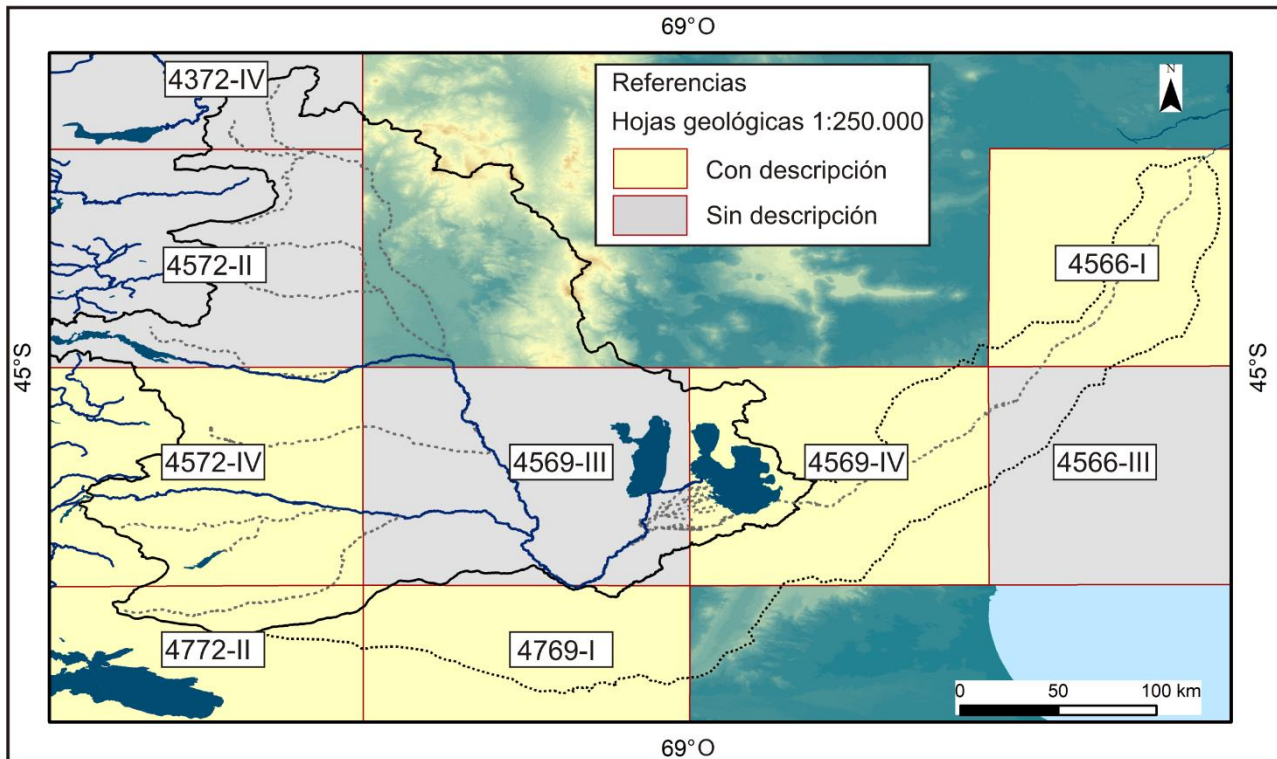 69° O
4372-IV
Referencias
Hojas geológicas 1:250.000
Con descripción
Sin descripción
N
4572-II
4566-I
45°S
45°S
4572-IV
4569-III
4569-IV
4566-III
4772-II
4769-I
0 50 100 km
69° O